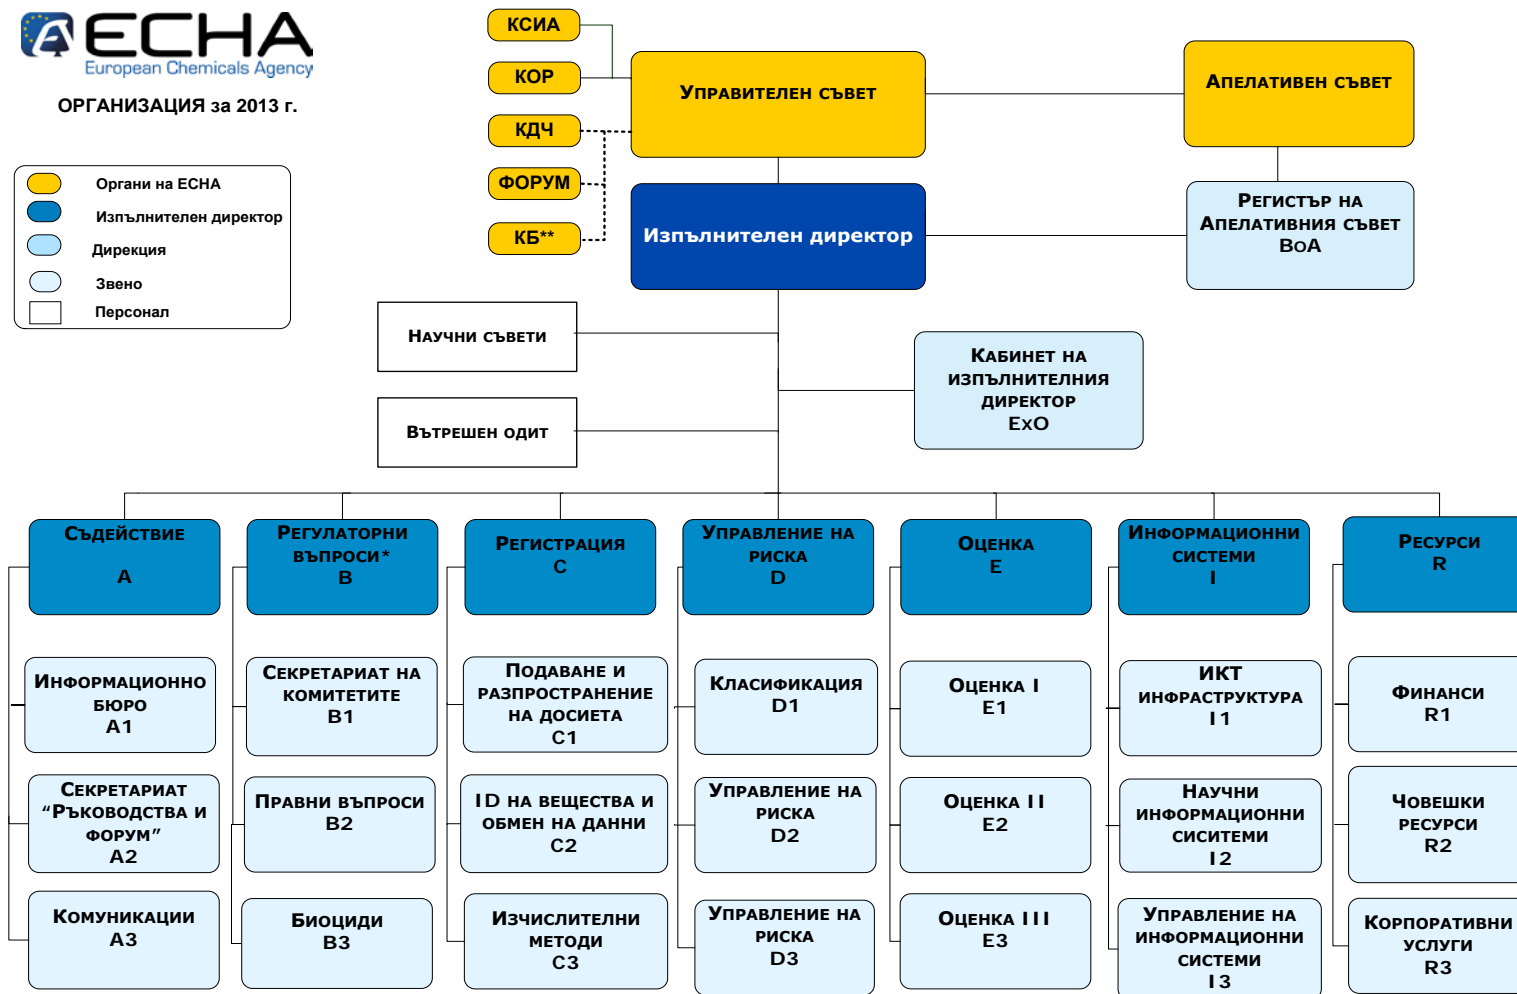 ECHA
European Chemicals Agency
ОРГАНИЗАЦИЯ за 2013 г.
Органи на ECHA
Изпълнителен директор
Дирекция
Звено
Персонал
КСИА
КОР
КДЧ
ФОРУМ
КБ**
УПРАВИТЕЛЕН СЪВЕТ
АПЕЛАТИВЕН СЪВЕТ
Изпълнителен директор
РЕГИСТЪР НА
АПЕЛАТИВНИЯ СЪВЕТ
BOA
НАУЧНИ СЪВЕТИ
ВЪТРЕШЕН ОДИТ
КАБИНЕТ НА
ИЗПЪЛНИТЕЛНИЯ
ДИРЕКТОР
EXO
СЪДЕЙСТВИЕ
A
РЕГУЛАТОРНИ
ВЪПРОСИ*
B
РЕГИСТРАЦИЯ
C
УПРАВЛЕНИЕ НА
РИСКА
D
ОЦЕНКА
E
ИНФОРМАЦИОННИ
СИСТЕМИ
I
РЕСУРСИ
R
ИНФОРМАЦИОННО
БЮРО
A1
СЕКРЕТАРИАТ НА
КОМИТЕТИТЕ
B1
ПОДАВАНЕ И
РАЗПРОСТРАНЕНИЕ
НА ДОСИЕТА
C1
КЛАСИФИКАЦИЯ
D1
ОЦЕНКА I
E1
ИКТ
ИНФРАСТРУКТУРА
I1
ФИНАНСИ
R1
СЕКРЕТАРИАТ
“РЪКОВОДСТВА И
ФОРУМ”
A2
ПРАВНИ ВЪПРОСИ
B2
ID НА ВЕЩЕСТВА И
ОБМЕН НА ДАННИ
C2
УПРАВЛЕНИЕ НА
РИСКА
D2
ОЦЕНКА II
E2
НАУЧНИ
ИНФОРМАЦИОННИ
СИСИТЕМИ
I2
ЧОВЕШКИ
РЕСУРСИ
R2
КОМУНИКАЦИИ
A3
БИОЦИДИ
B3
ИЗЧИСЛИТЕЛНИ
МЕТОДИ
C3
УПРАВЛЕНИЕ НА
РИСКА
D3
ОЦЕНКА III
E3
УПРАВЛЕНИЕ НА
ИНФОРМАЦИОННИ
СИСТЕМИ
I3
КОРПОРАТИВНИ
УСЛУГИ
R3